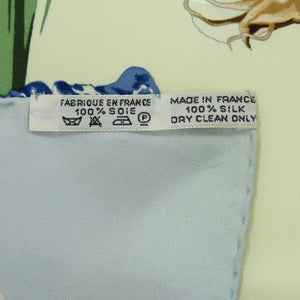 FABRIQUE EN FRANCE
100% SOIE
P
MADE IN FRANCE
100% SILK
DRY CLEAN ONLY